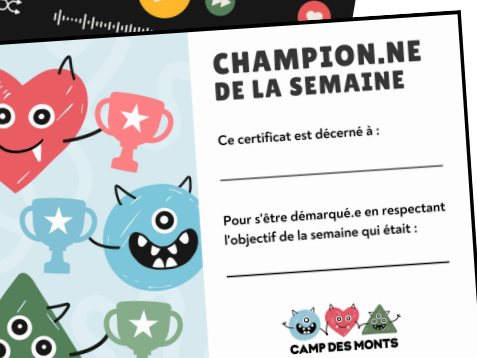 CHAMPION.NE
DE LA SEMAINE
Ce certificat est décerné à :
Pour s'être démarqué.e en respectant
l'objectif de la semaine qui était :
CAMP DES MONTS